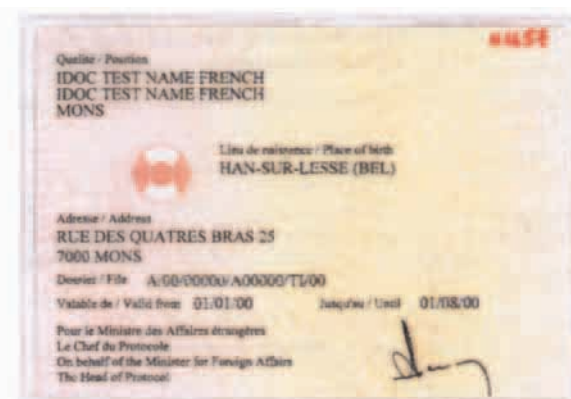 Qualité / Position
IDOC TEST NAME FRENCH
IDOC TEST NAME FRENCH
MONS
Lieu de naissance / Place of birth
HAN-SUR-LESSE (BEL)
Adresse / Address
RUE DES QUATRES BRAS 25
7000 MONS
Dossier / File A/00/00000/A00000/TI/00
Valable de / Valid from 01/01/00 Jusqu'au / Until 01/08/00
Pour le Ministre des Affaires étrangères
Le Chef du Protocole
On behalf of the Minister for Foreign Affairs
The Head of Protocol